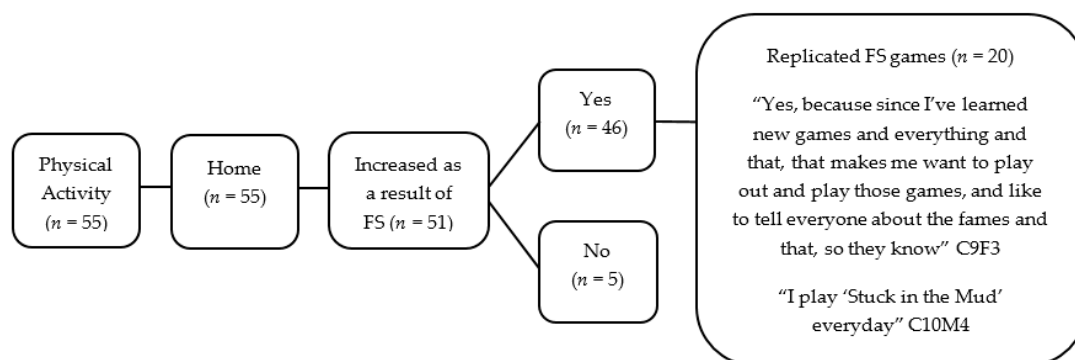 Physical
Activity
(n = 55)
Home
(n = 55)
Increased as
a result of
FS (n = 51)
Yes
(n = 46)
No
(n = 5)
Replicated FS games (n = 20)
“Yes, because since I’ve learned
new games and everything and
that, that makes me want to play
out and play those games, and like
to tell everyone about the fames and
that, so they know” C9F3
“I play ‘Stuck in the Mud’
everyday” C10M4